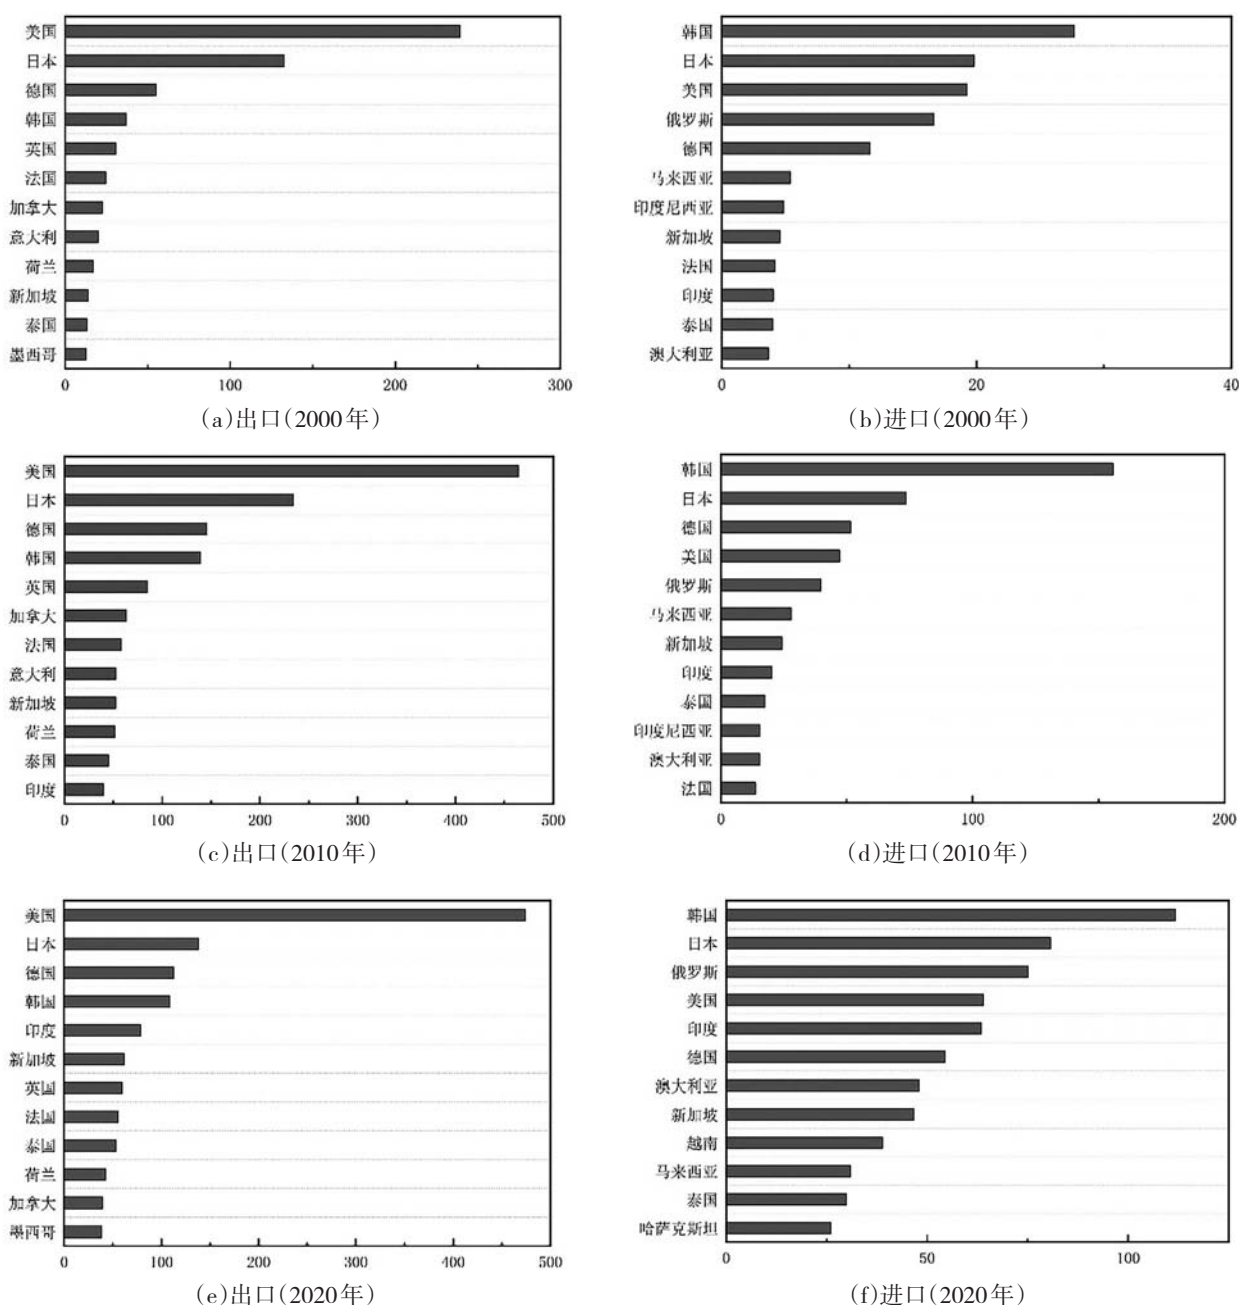 美国
日本
德国
韩国
英国
法国
加拿大
意大利
荷兰
新加坡
泰国
墨西哥
0 100 200 300
(a)出口(2000年)
韩国
日本
美国
俄罗斯
德国
马来西亚
印度尼西亚
新加坡
法国
印度
泰国
澳大利亚
0 20 40
(b)进口(2000年)
美国
日本
德国
韩国
英国
加拿大
法国
意大利
新加坡
荷兰
泰国
印度
0 100 200 300 400 500
(c)出口(2010年)
韩国
日本
德国
美国
俄罗斯
马来西亚
新加坡
印度
泰国
印度尼西亚
澳大利亚
法国
0 100 200
(d)进口(2010年)
美国
日本
德国
韩国
印度
新加坡
英国
法国
泰国
荷兰
加拿大
墨西哥
0 100 200 300 400 500
(e)出口(2020年)
韩国
日本
俄罗斯
美国
印度
德国
澳大利亚
新加坡
越南
马来西亚
泰国
哈萨克斯坦
0 50 100
(f)进口(2020年)